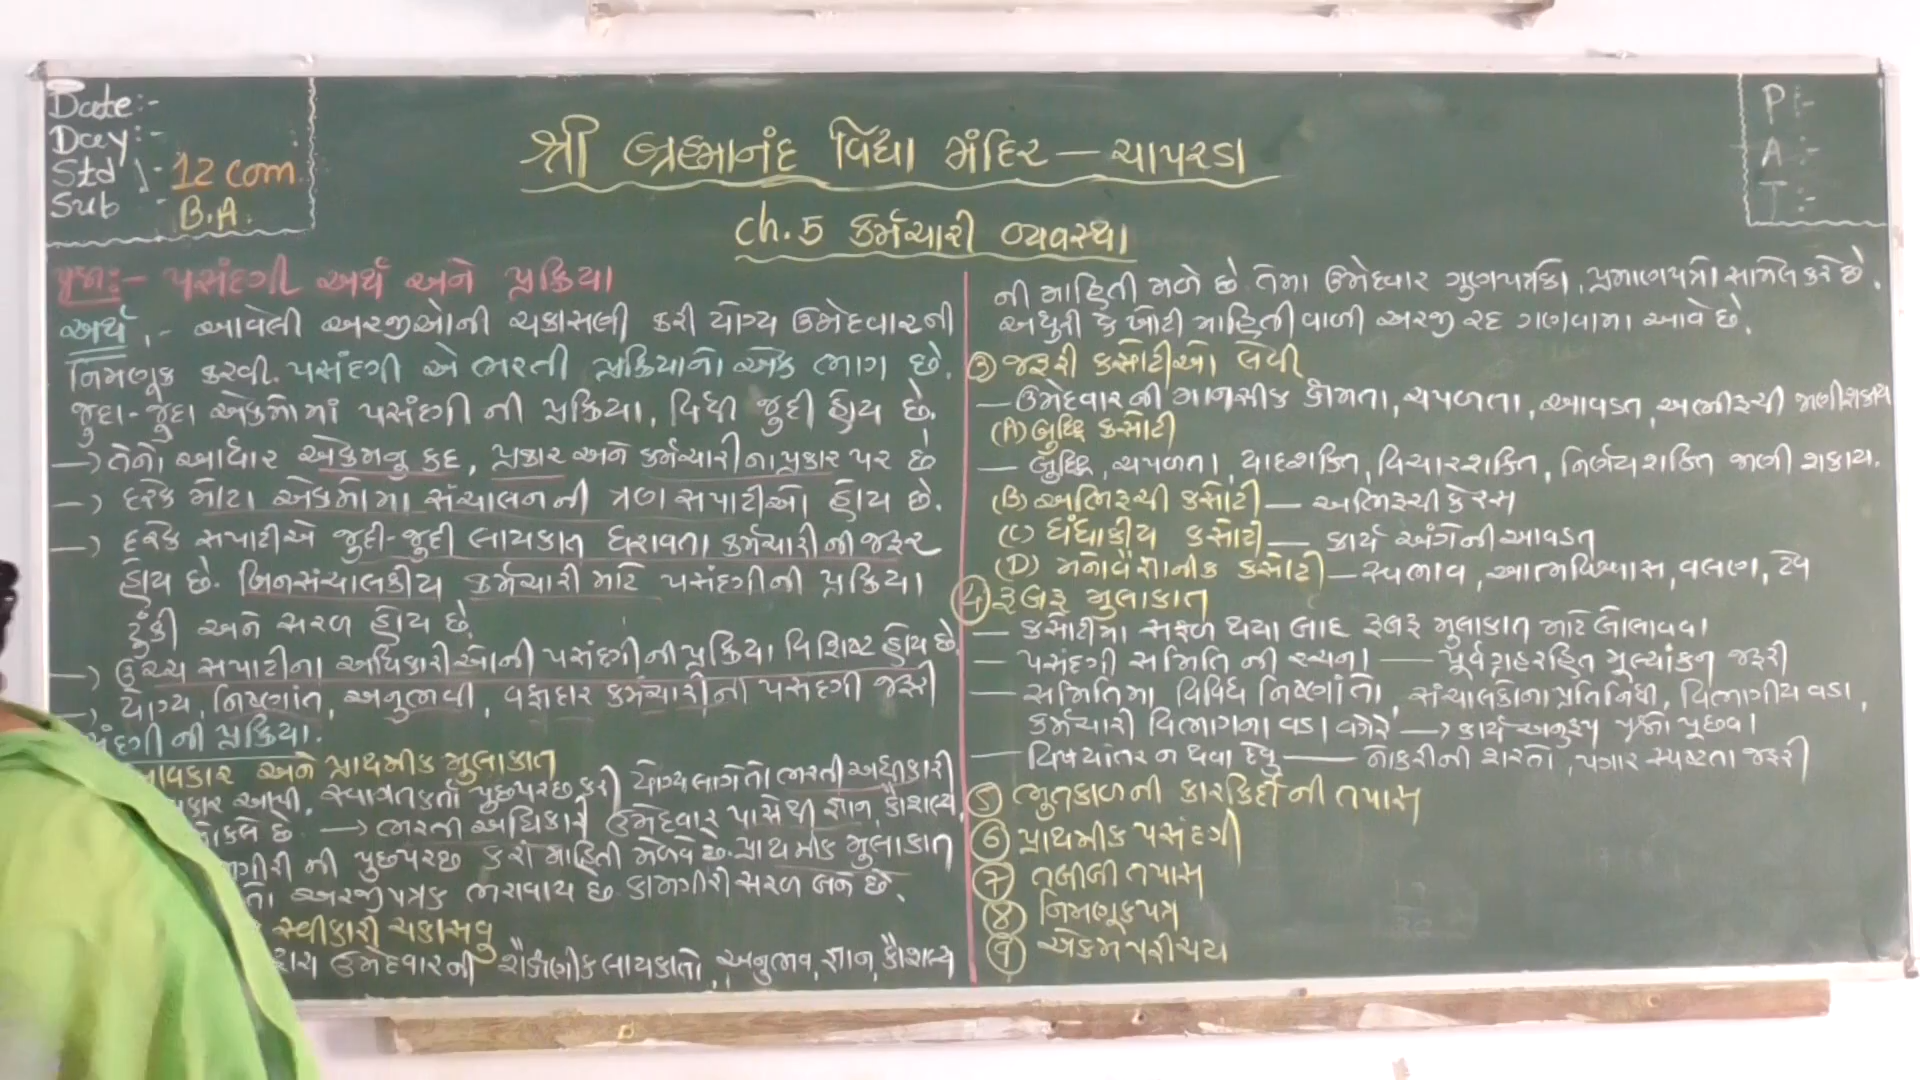 Date:-
Day:-
Std :- 12 com.
Sub :- B.A.
P :-
A :-
T :-
શ્રી બ્રહ્માનંદ વિદ્યા મંદિર – ચાપરડા
ch.5 કર્મચારી વ્યવસ્થા
પ્રશ્ન:- પસંદગી અર્થ અને પ્રક્રિયા
અર્થ :- આવેલી અરજીઓની ચકાસણી કરી યોગ્ય ઉમેદવારની
નિમણૂક કરવી. પસંદગી એ ભરતી પ્રક્રિયાનો એક ભાગ છે.
જુદા-જુદા એકમોમાં પસંદગી ની પ્રક્રિયા, વિધી જુદી હોય છે.
→ તેનો આધાર એકમનુ કદ, પ્રકાર અને કર્મચારીના પ્રકાર પર છે
→ દરેક મોટા એકમોમા સંચાલનની ત્રણ સપાટીઓ હોય છે.
→ દરેક સપાટીએ જુદી-જુદી લાયકાત ધરાવતા કર્મચારીની જરૂર
હોય છે. બિનસંચાલકીય કર્મચારી માટે પસંદગીની પ્રક્રિયા
ટુંકી અને સરળ હોય છે
→ ઉચ્ચ સપાટીના અધિકારીઓની પસંદગીની પ્રક્રિયા વિશિષ્ટ હોય છે.
→ યોગ્ય, નિષ્ણાંત, અનુભવી, વફાદાર કર્મચારીની પસંદગી જરૂરી
ની પ્રક્રિયા.
આવકાર અને પ્રાથમીક મુલાકાત
આપી, સ્વાગતકર્તા પુછપરછ કરી યોગ્ય લાગે તો ભરતી અધીકારી
મોકલે છે → ભરતી અધિકારી ઉમેદવાર પાસેથી જ્ઞાન, કૌશલ્ય,
ની પુછપરછ કરી માહિતી મેળવે છે. પ્રાથમીક મુલાકાત
અરજીપત્રક ભરાવાય છે કામગીરી સરળ બને છે.
સ્વીકારી ચકાસવુ
ઉમેદવારની શૈક્ષણીક લાયકાતો, અનુભવ, જ્ઞાન, કૌશલ્ય
ની માહિતી મળે છે તેમા ઉમેદવાર ગુણપત્રકો, પ્રમાણપત્રો સામેલ કરે છે.
અધુરી કે ખોટી માહિતી વાળી અરજી રદ ગણવામા આવે છે.
③ જરૂરી કસોટીઓ લેવી
– ઉમેદવારની માનસીક ક્ષમતા, ચપળતા, આવડત, અભીરૂચી જાણી શકાય
(A) બુદ્ધિ કસોટી
– બુદ્ધિ, ચપળતા, યાદશક્તિ, વિચારશક્તિ, નિર્ણયશક્તિ જાણી શકાય.
(B) અભિરૂચી કસોટી – અભિરૂચી કે રસ
(C) ધંધાકીય કસોટી – કાર્ય અંગેની આવડત
(D) મનોવૈજ્ઞાનીક કસોટી – સ્વભાવ, આત્મવિશ્વાસ, વલણ, ટેવ
④ રૂબરૂ મુલાકાત
– કસોટીમા સફળ થયા બાદ રૂબરૂ મુલાકાત માટે બોલાવવા
– પસંદગી સમિતિ ની રચના — પૂર્વગ્રહરહિત મુલ્યાંકન જરૂરી
– સમિતિમા વિવિધ નિષ્ણાંતો, સંચાલકોના પ્રતિનિધી, વિભાગીય વડા,
કર્મચારી વિભાગના વડા વગેરે → કાર્ય અનુરૂપ પ્રશ્નો પૂછવા
– વિષયાંતર ન થવા દેવુ — નોકરીની શરતો, પગાર સ્પષ્ટતા જરૂરી
⑤ ભુતકાળની કારકિર્દીની તપાસ
⑥ પ્રાથમીક પસંદગી
⑦ તબીબી તપાસ
⑧ નિમણૂકપત્ર
⑨ એકમ પરીચય